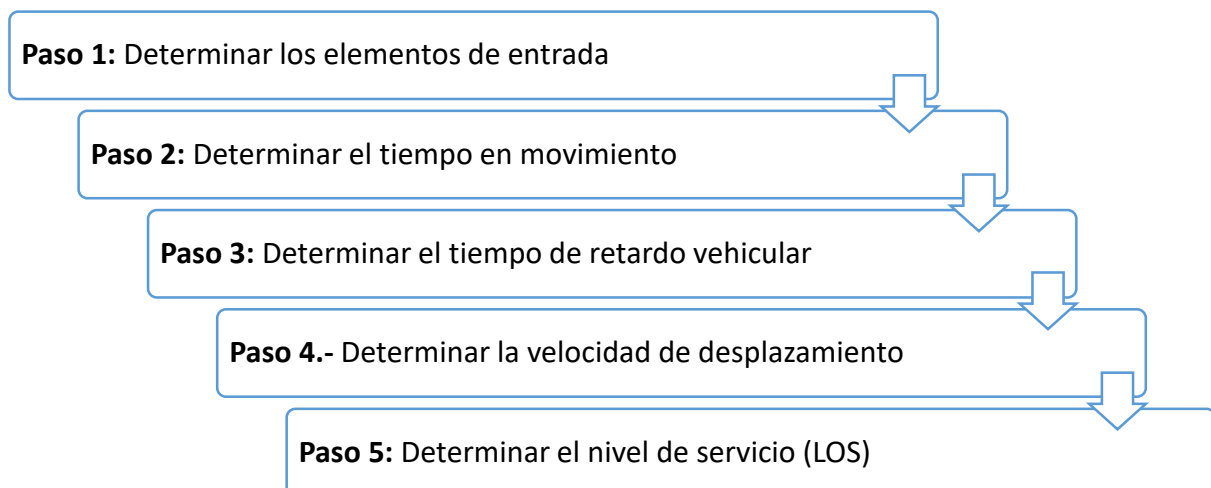 Paso 1: Determinar los elementos de entrada
Paso 2: Determinar el tiempo en movimiento
Paso 3: Determinar el tiempo de retardo vehicular
Paso 4.- Determinar la velocidad de desplazamiento
Paso 5: Determinar el nivel de servicio (LOS)